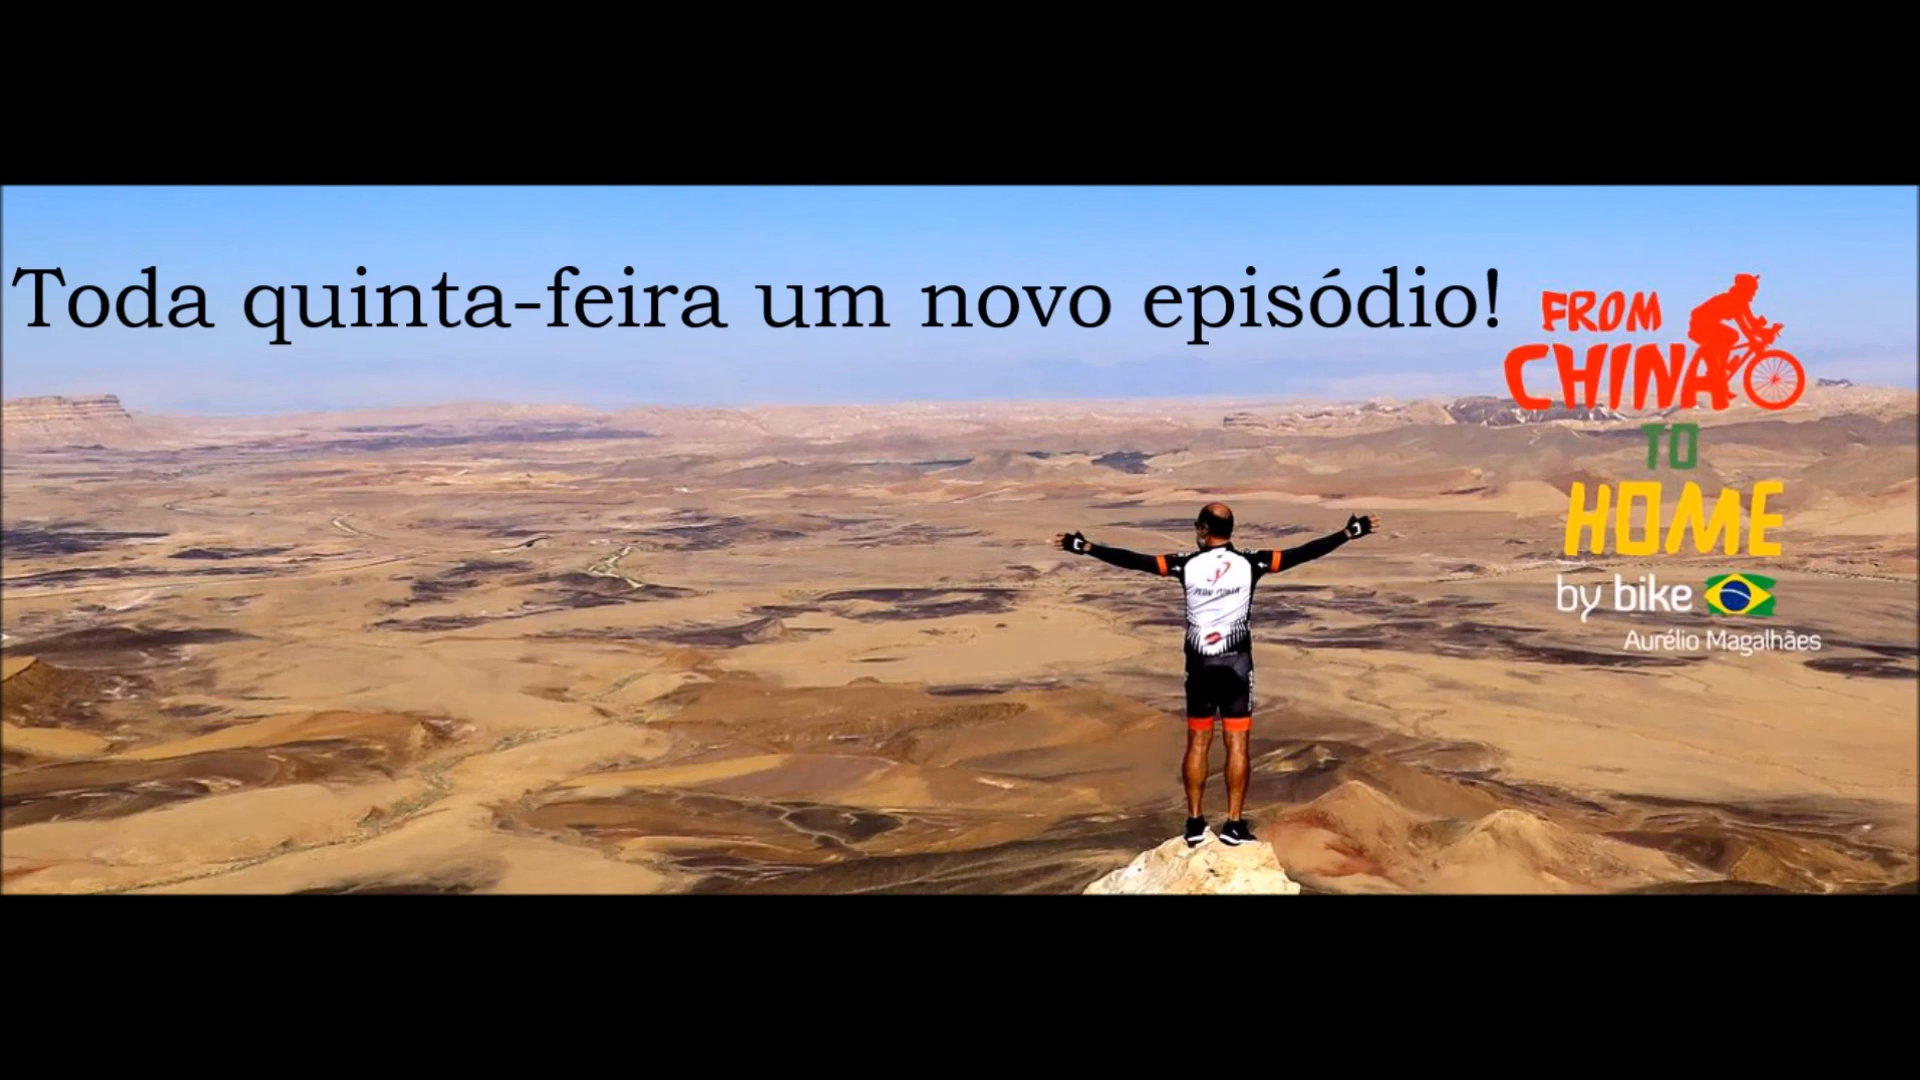 Toda quinta-feira um novo episódio!
FROM
CHINA
TO
HOME
by bike
Aurélio Magalhães